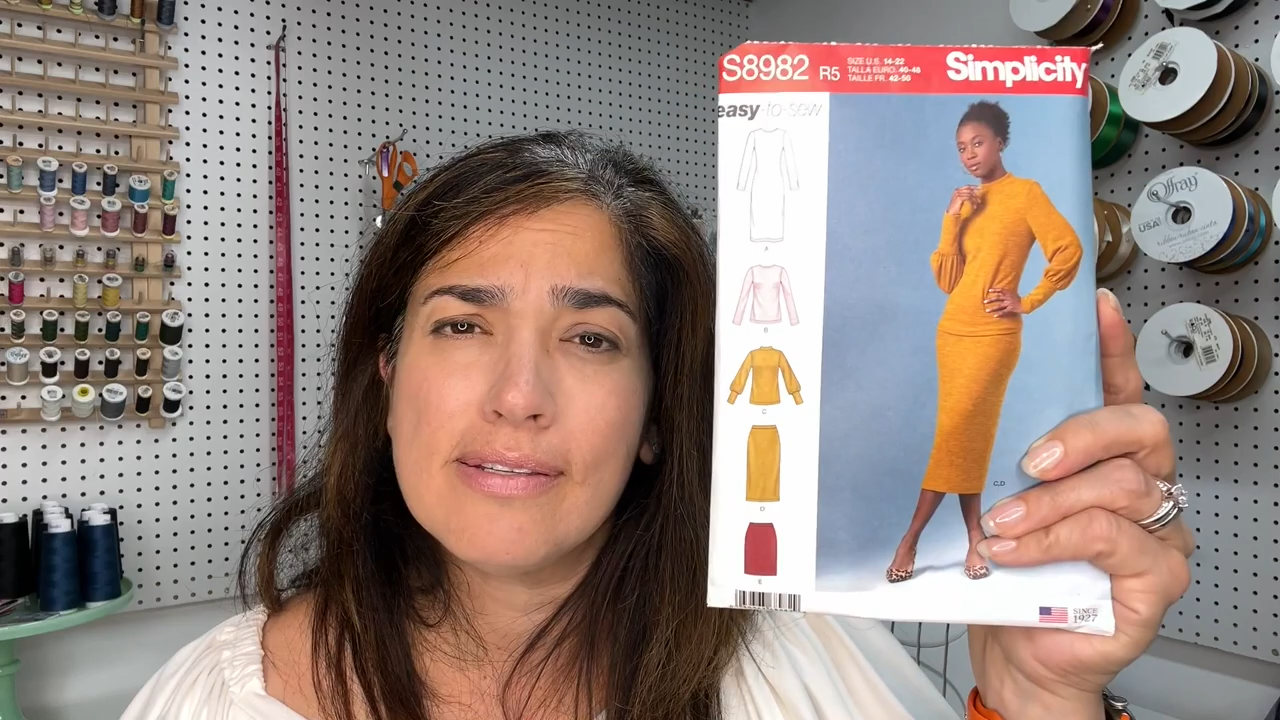 S8982 R5
SIZE U.S. 14-22
TALLA EURO. 40-48
TAILLE FR. 42-50
Simplicity
easy-to-sew
A
B
C
D
E
C,D
SINCE
1927
Offray
USA